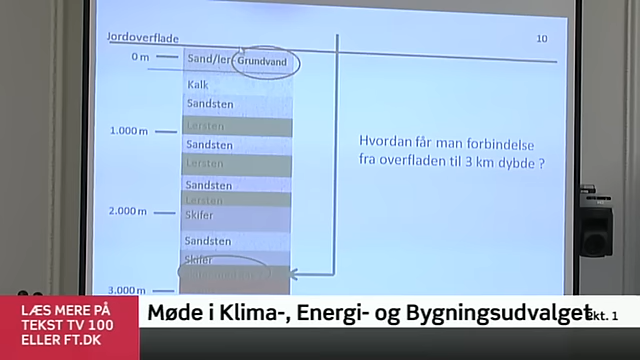 Jordoverflade
10
0 m
Sand/ler Grundvand
Kalk
Sandsten
Lersten
1.000 m
Sandsten
Lersten
Sandsten
Lersten
2.000 m
Skifer
Sandsten
Skifer
3.000 m
Hvordan får man forbindelse
fra overfladen til 3 km dybde ?
LÆS MERE PÅ
TEKST TV 100
ELLER FT.DK
Møde i Klima-, Energi- og Bygningsudvalget
kt. 1